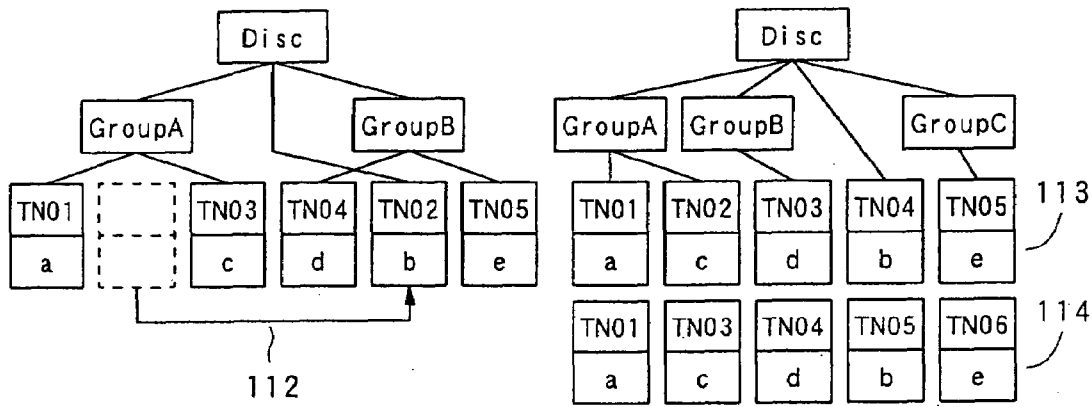 Disc
GroupA GroupB
TN01 TN03 TN04 TN02 TN05
a c d b e
112
Disc
GroupA GroupB GroupC
TN01 TN02 TN03 TN04 TN05
a c d b e
113
TN01 TN03 TN04 TN05 TN06
a c d b e
114